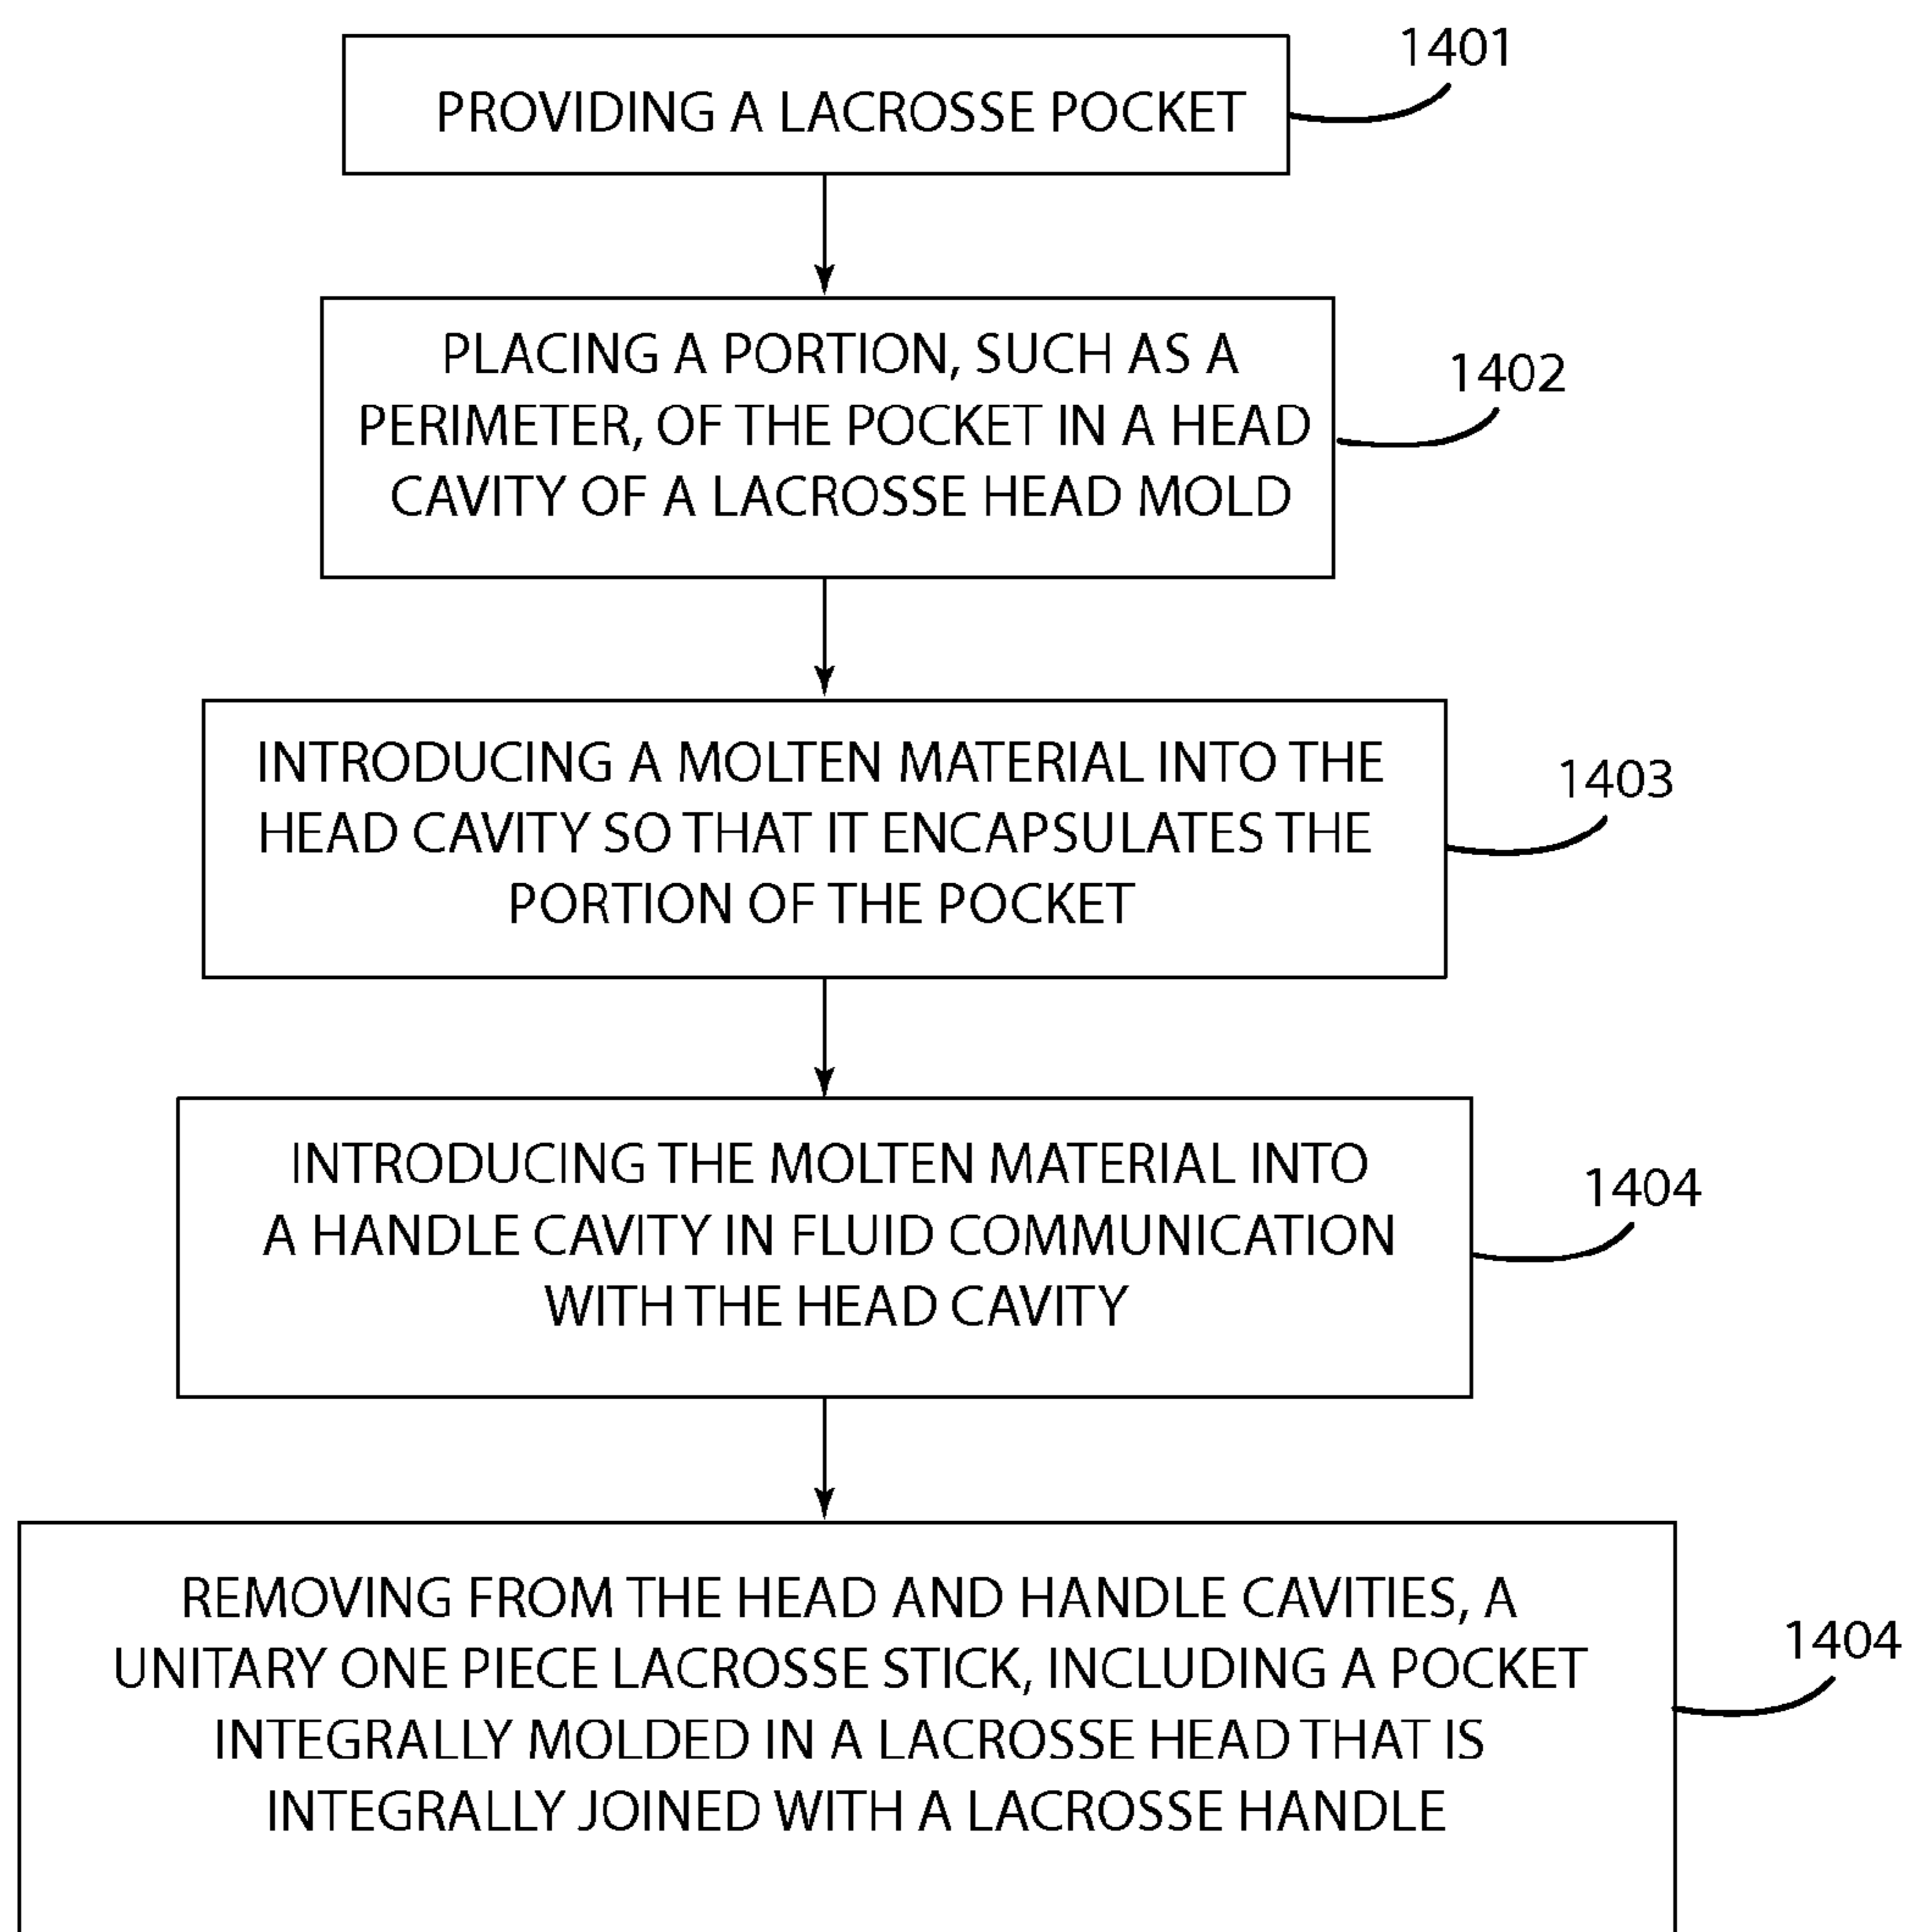 1401
PROVIDING A LACROSSE POCKET
1402
PLACING A PORTION, SUCH AS A
PERIMETER, OF THE POCKET IN A HEAD
CAVITY OF A LACROSSE HEAD MOLD
1403
INTRODUCING A MOLTEN MATERIAL INTO THE
HEAD CAVITY SO THAT IT ENCAPSULATES THE
PORTION OF THE POCKET
1404
INTRODUCING THE MOLTEN MATERIAL INTO
A HANDLE CAVITY IN FLUID COMMUNICATION
WITH THE HEAD CAVITY
1404
REMOVING FROM THE HEAD AND HANDLE CAVITIES, A
UNITARY ONE PIECE LACROSSE STICK, INCLUDING A POCKET
INTEGRALLY MOLDED IN A LACROSSE HEAD THAT IS
INTEGRALLY JOINED WITH A LACROSSE HANDLE